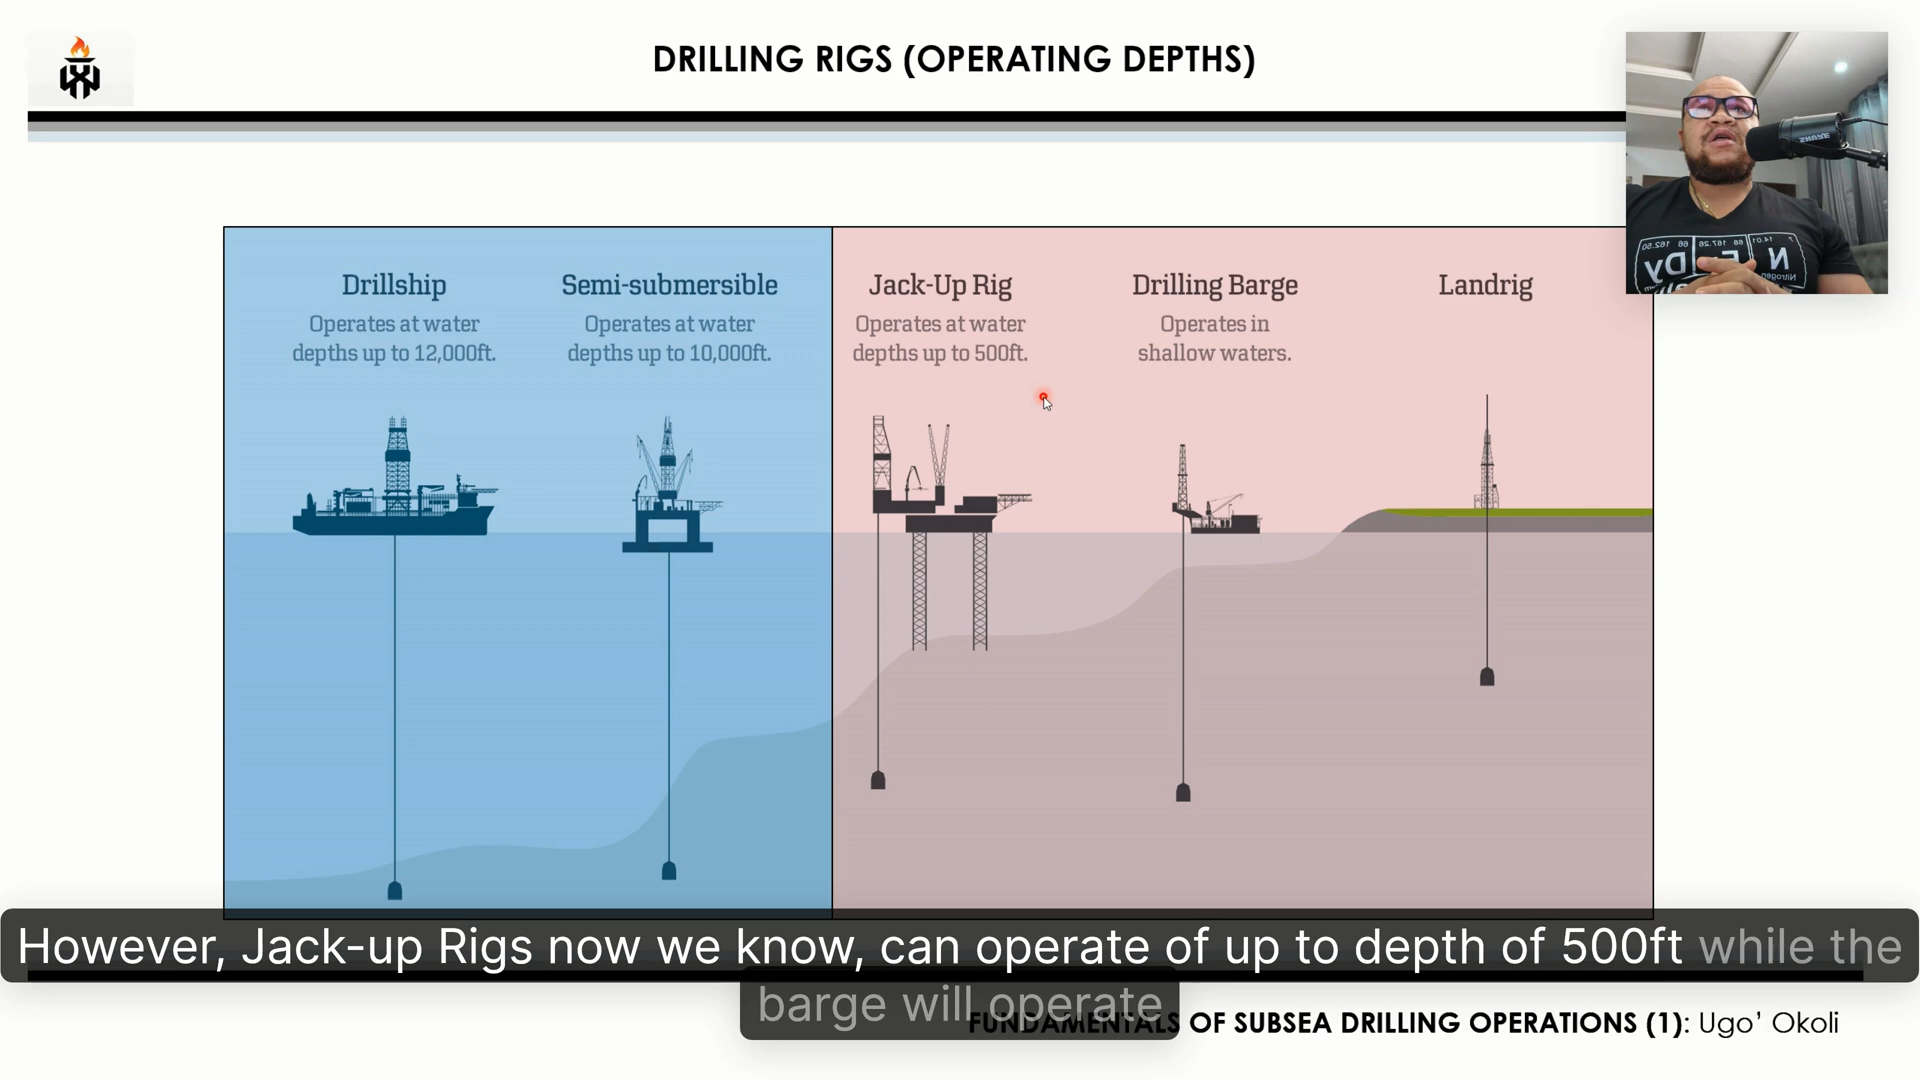 DRILLING RIGS (OPERATING DEPTHS)
SHURE
Drillship
Operates at water
depths up to 12,000ft.
Semi-submersible
Operates at water
depths up to 10,000ft.
Jack-Up Rig
Operates at water
depths up to 500ft.
Drilling Barge
Operates in
shallow waters.
Landrig
However, Jack-up Rigs now we know, can operate of up to depth of 500ft while the
barge will operate
FUNDAMENTALS OF SUBSEA DRILLING OPERATIONS (1): Ugo’ Okoli